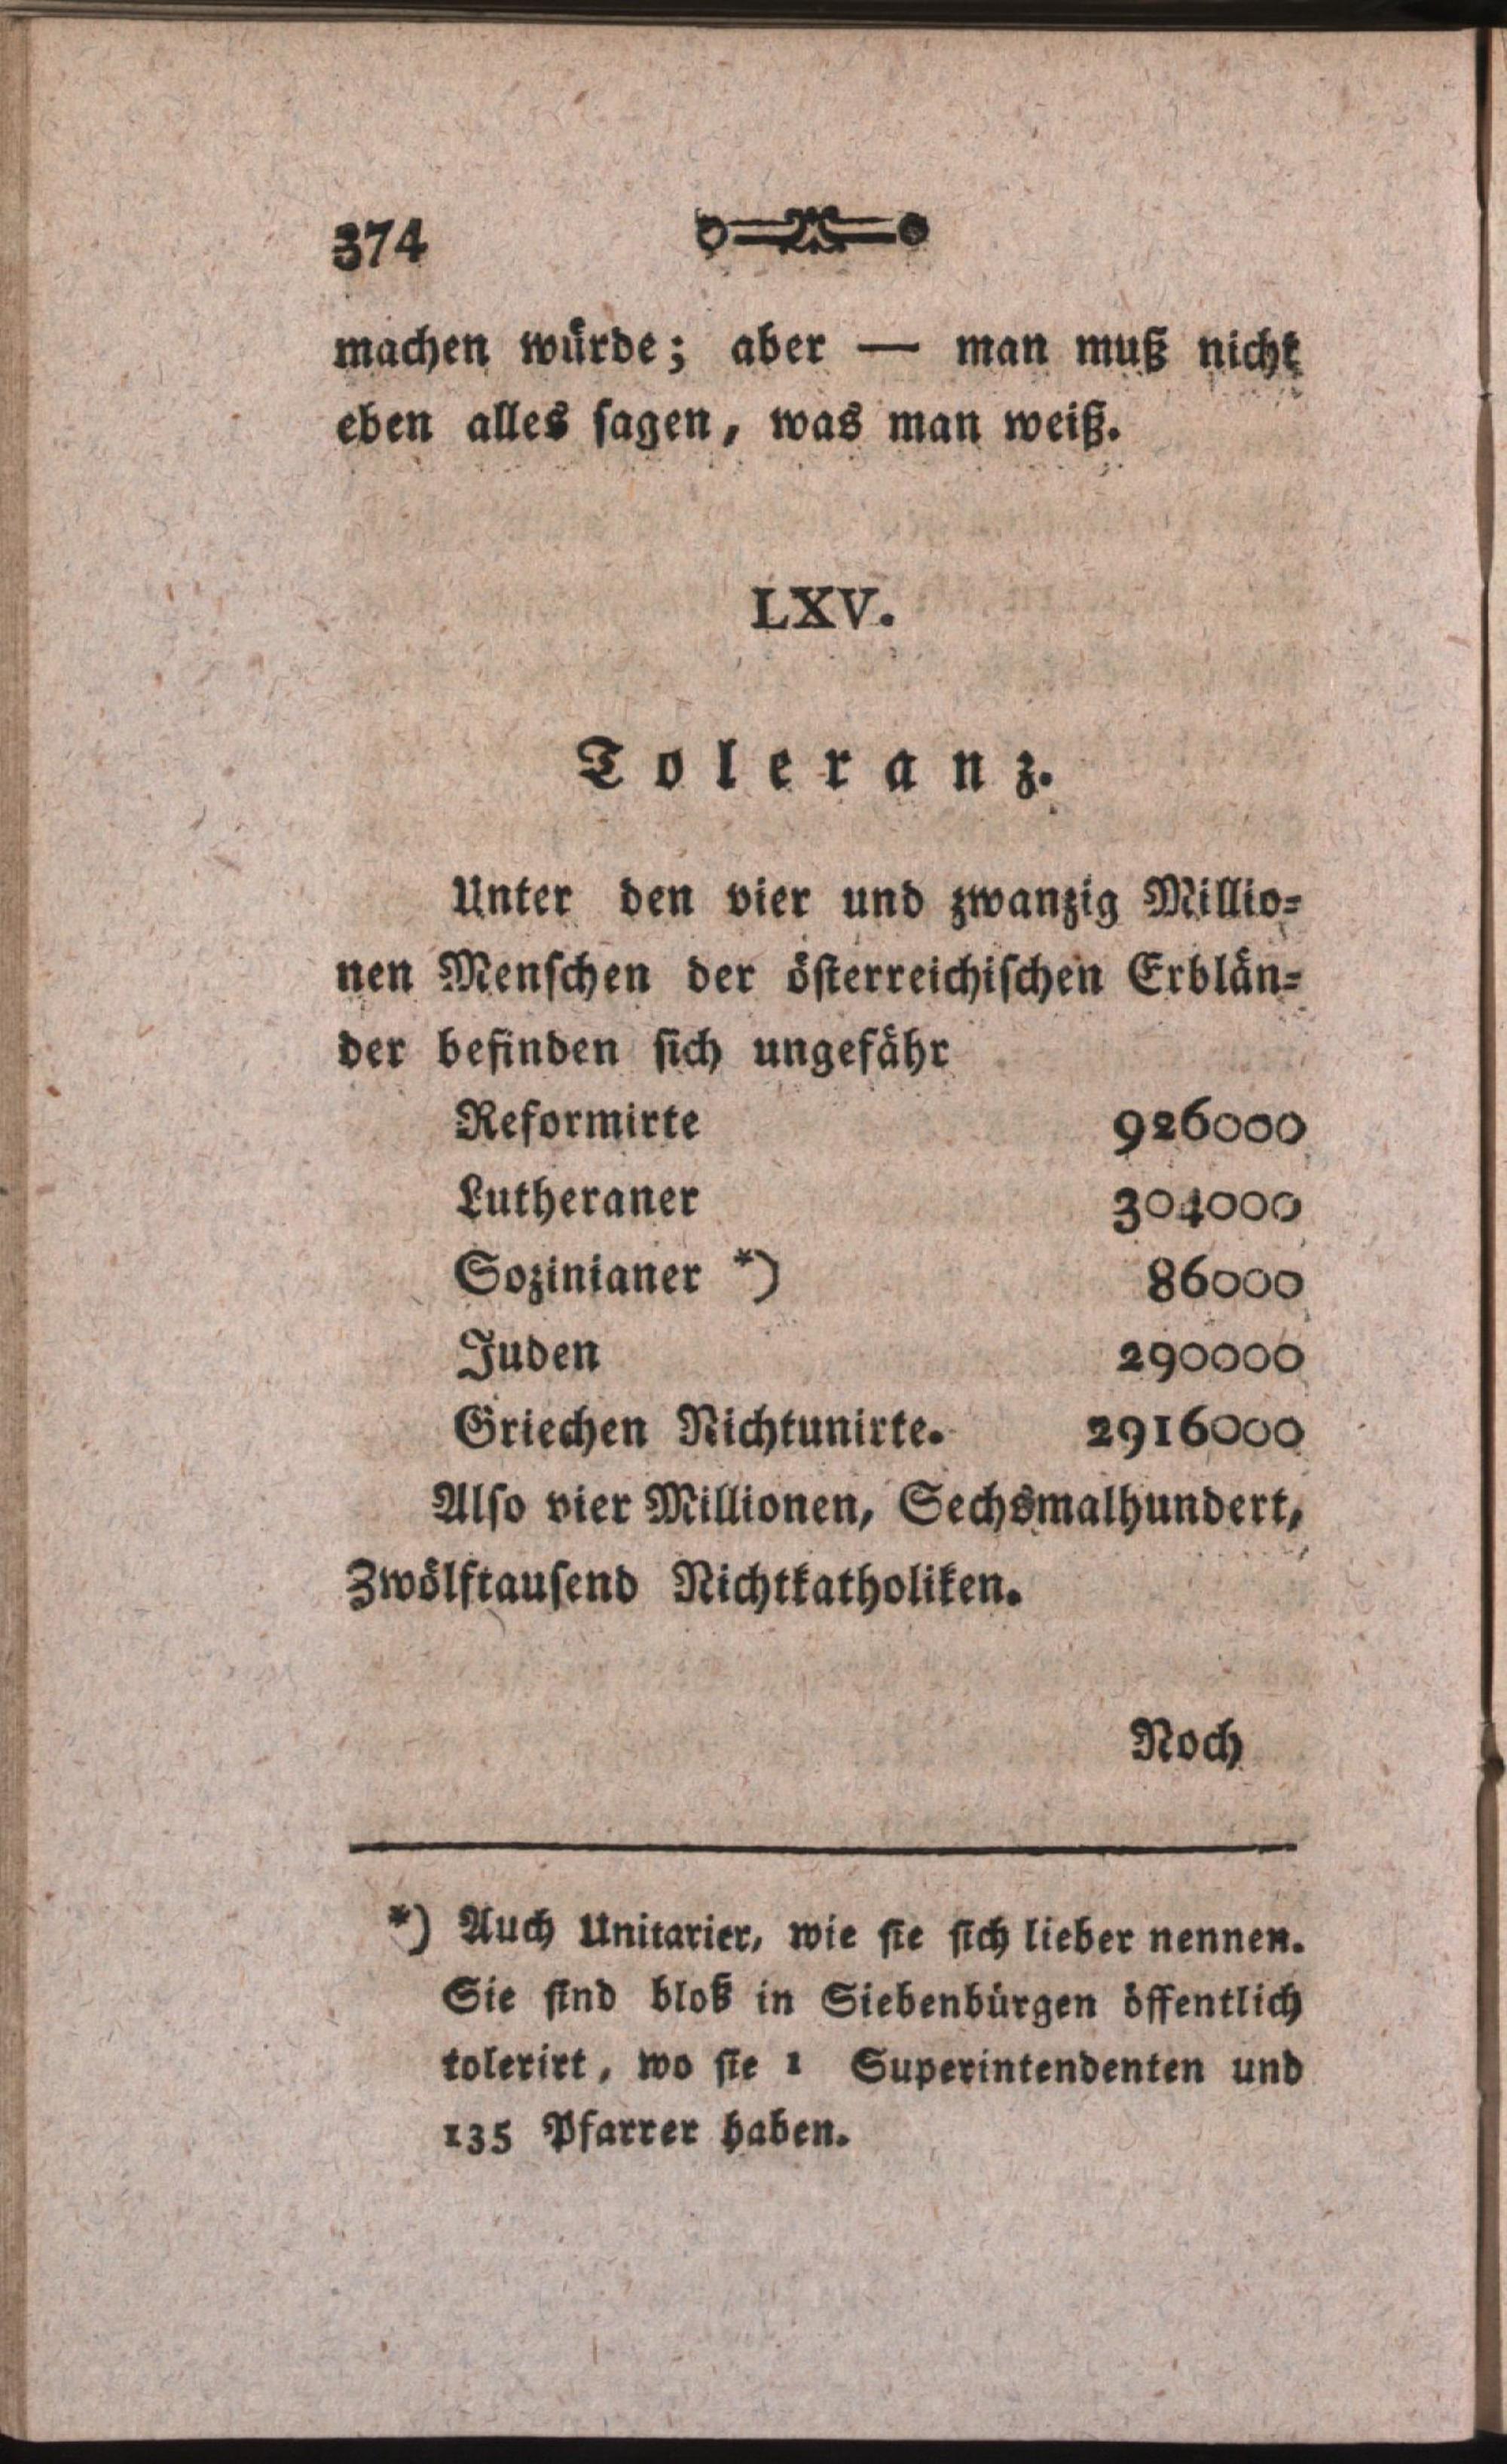 374
machen würde; aber — man muß nicht
eben alles sagen, was man weiß.
LXV.
Toleranz.
Unter den vier und zwanzig Millio=
nen Menschen der österreichischen Erblän=
der befinden sich ungefähr
Reformirte 926000
Lutheraner 304000
Sozinianer *) 86000
Juden 290000
Griechen Nichtunirte. 2916000
Also vier Millionen, Sechsmalhundert,
Zwölftausend Nichtkatholiken.
Noch
*) Auch Unitarier, wie sie sich lieber nennen.
Sie sind bloß in Siebenbürgen öffentlich
tolerirt, wo sie 1 Superintendenten und
135 Pfarrer haben.